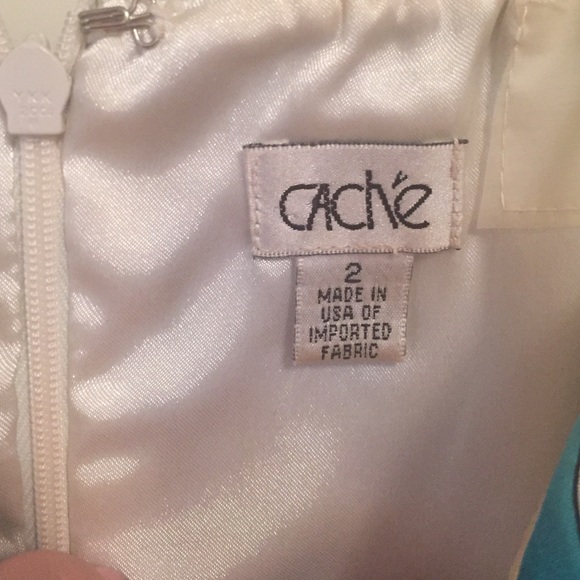 CACHÉ
2
MADE IN
USA OF
IMPORTED
FABRIC